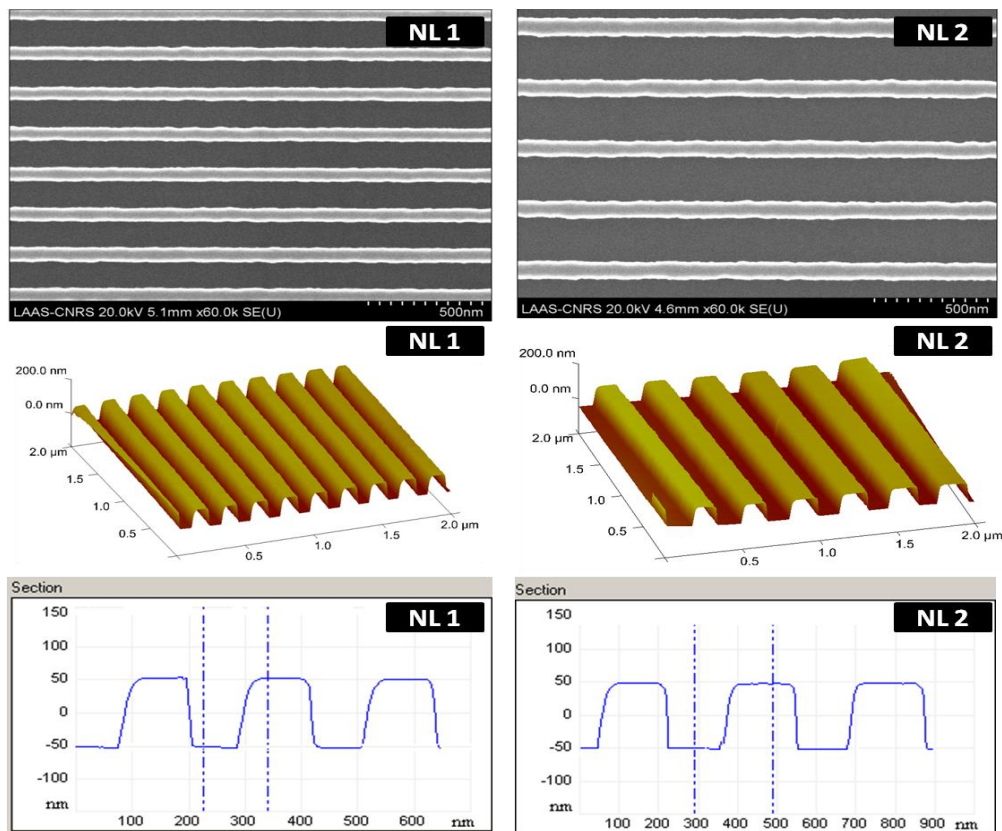 NL 1
LAAS-CNRS 20.0kV 5.1mm x60.0k SE(U)
500nm
NL 2
LAAS-CNRS 20.0kV 4.6mm x60.0k SE(U)
500nm
NL 1
200.0 nm
0.0 nm
2.0 µm
1.5
1.0
0.5
0.5
1.0
2.0 µm
1.5
NL 2
200.0 nm
0.0 nm
2.0 µm
1.5
1.0
0.5
0.5
1.0
1.5
2.0 µm
Section
NL 1
150
100
50
0
-50
-100
nm
100 200 300 400 500 600
Section
NL 2
150
100
50
0
-50
-100
nm
100 200 300 400 500 600 700 800 900 nm